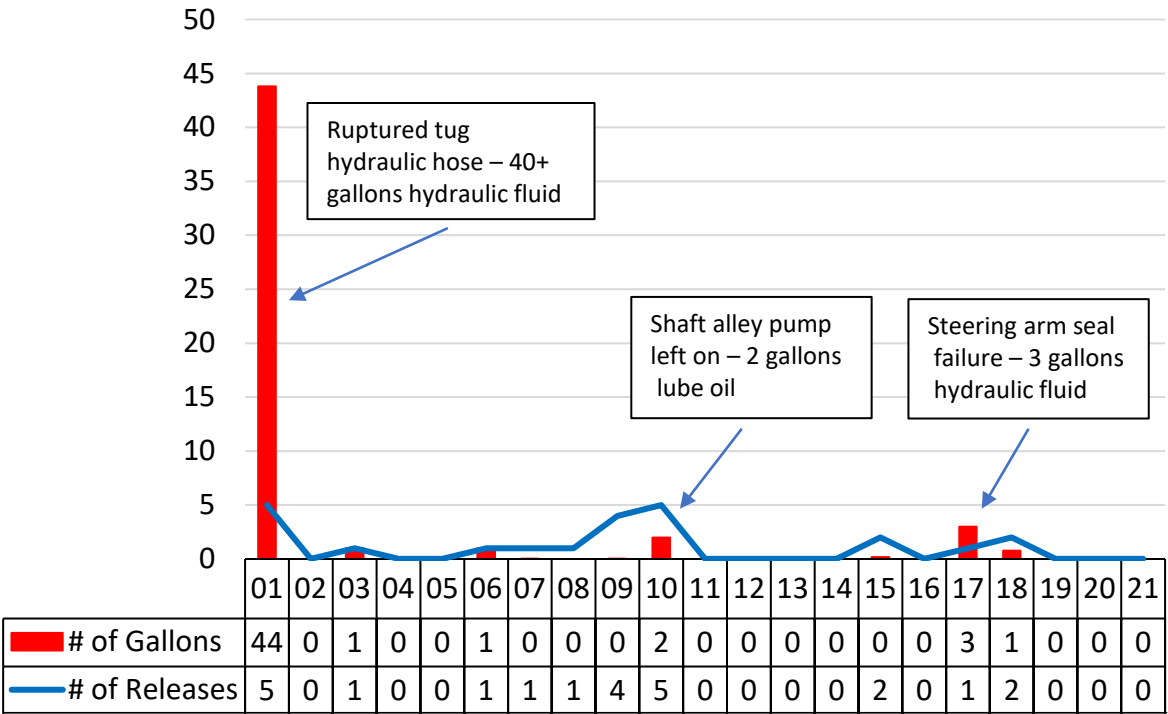 50
45
40
35
30
25
20
15
10
5
0
Ruptured tug
hydraulic hose – 40+
gallons hydraulic fluid
Shaft alley pump
left on – 2 gallons
lube oil
Steering arm seal
failure – 3 gallons
hydraulic fluid
01 02 03 04 05 06 07 08 09 10 11 12 13 14 15 16 17 18 19 20 21
# of Gallons 44 0 1 0 0 1 0 0 0 2 0 0 0 0 0 0 3 1 0 0 0
# of Releases 5 0 1 0 0 1 1 1 4 5 0 0 0 0 2 0 1 2 0 0 0